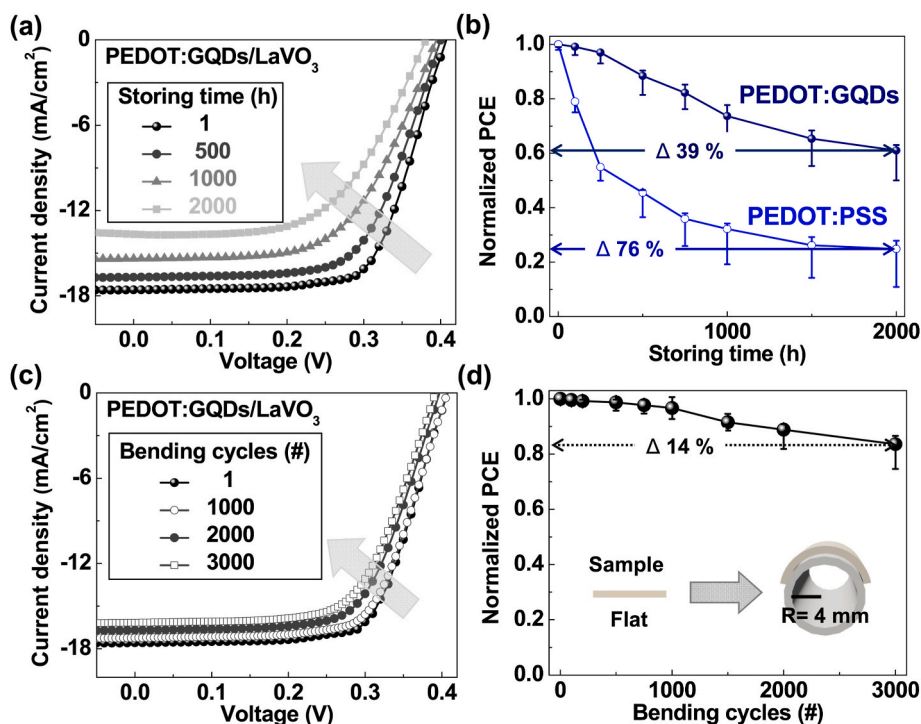 (a)
PEDOT:GQDs/LaVO₃
Storing time (h)
1
500
1000
2000
0
-6
-12
-18
Current density (mA/cm²)
0.0 0.1 0.2 0.3 0.4
Voltage (V)
(b)
PEDOT:GQDs
Δ 39 %
PEDOT:PSS
Δ 76 %
1.0
0.8
0.6
0.4
0.2
0.0
Normalized PCE
0 1000 2000
Storing time (h)
(c)
PEDOT:GQDs/LaVO₃
Bending cycles (#)
1
1000
2000
3000
0
-6
-12
-18
Current density (mA/cm²)
0.0 0.1 0.2 0.3 0.4
Voltage (V)
(d)
Δ 14 %
Sample
Flat
R= 4 mm
1.0
0.8
0.6
0.4
0.2
0.0
Normalized PCE
0 1000 2000 3000
Bending cycles (#)